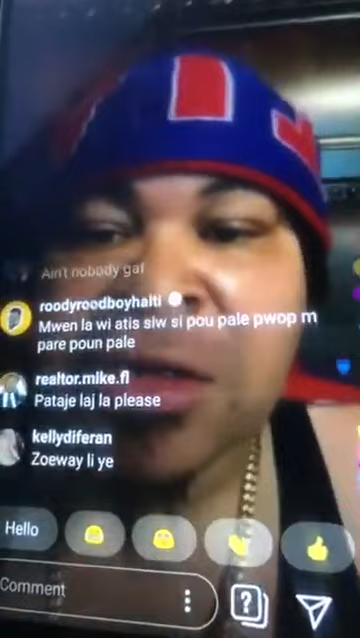 Ain't nobody gaf
roodyroodboyhaiti
Mwen la wi atis siw si pou pale pwop m
pare poun pale
realtor.mike.fl
Pataje laj la please
kellydiferan
Zoeway li ye
Hello
Comment
?